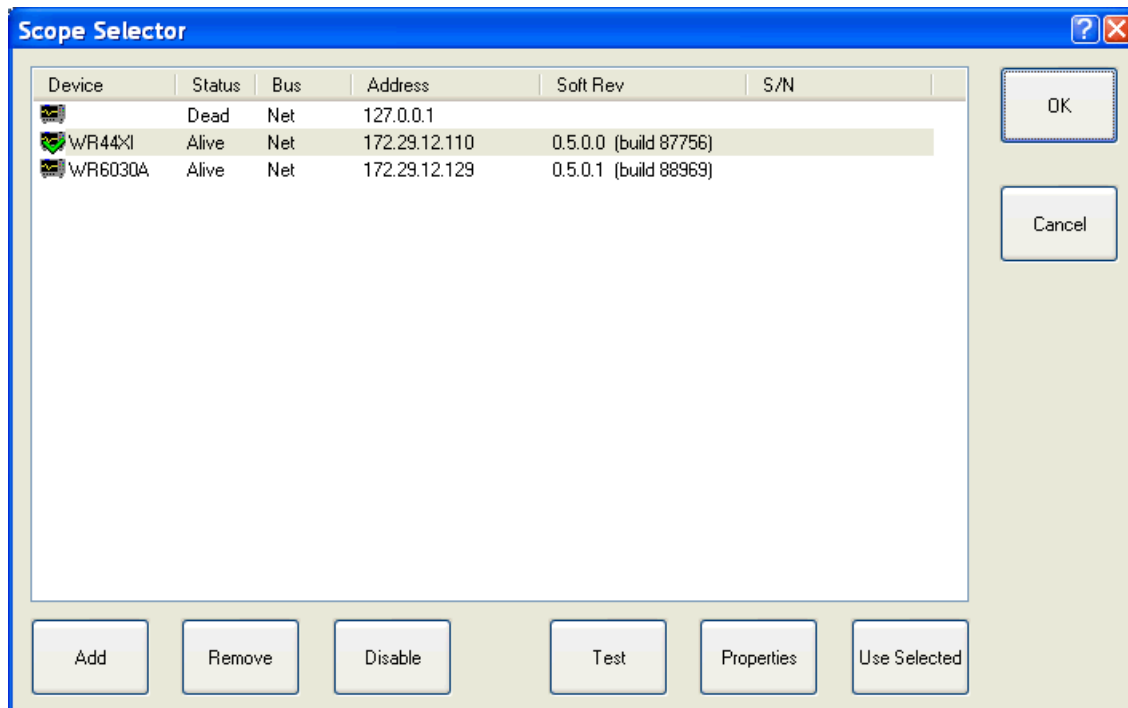 Scope Selector
Device Status Bus Address Soft Rev S/N
Dead Net 127.0.0.1
WR44XI Alive Net 172.29.12.110 0.5.0.0 (build 87756)
WR6030A Alive Net 172.29.12.129 0.5.0.1 (build 88969)
OK
Cancel
Add Remove Disable Test Properties Use Selected